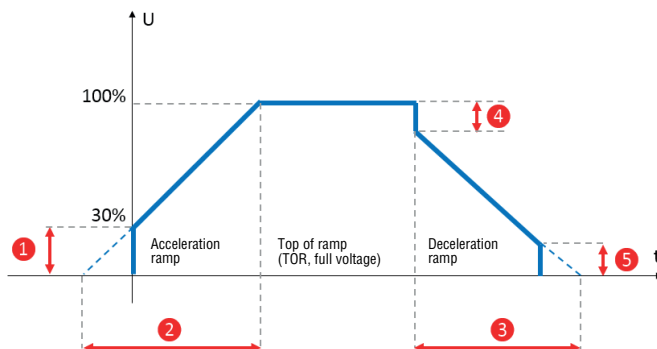 U
100%
4
30%
1
Acceleration
ramp
Top of ramp
(TOR, full voltage)
Deceleration
ramp
5
t
2
3